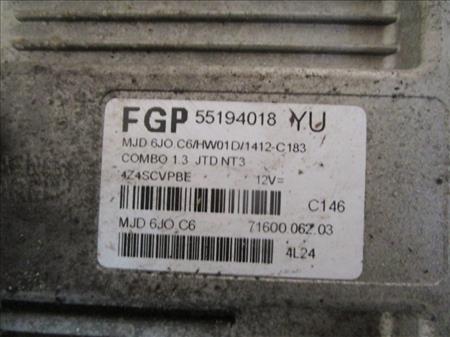 FGP 55194018 YU
MJD 6JO C6/HW01D/1412-C183
COMBO 1.3 JTD NT3
4Z4SCVPBE 12V=
C146
MJD 6JO C6 71600.062.03
4L24